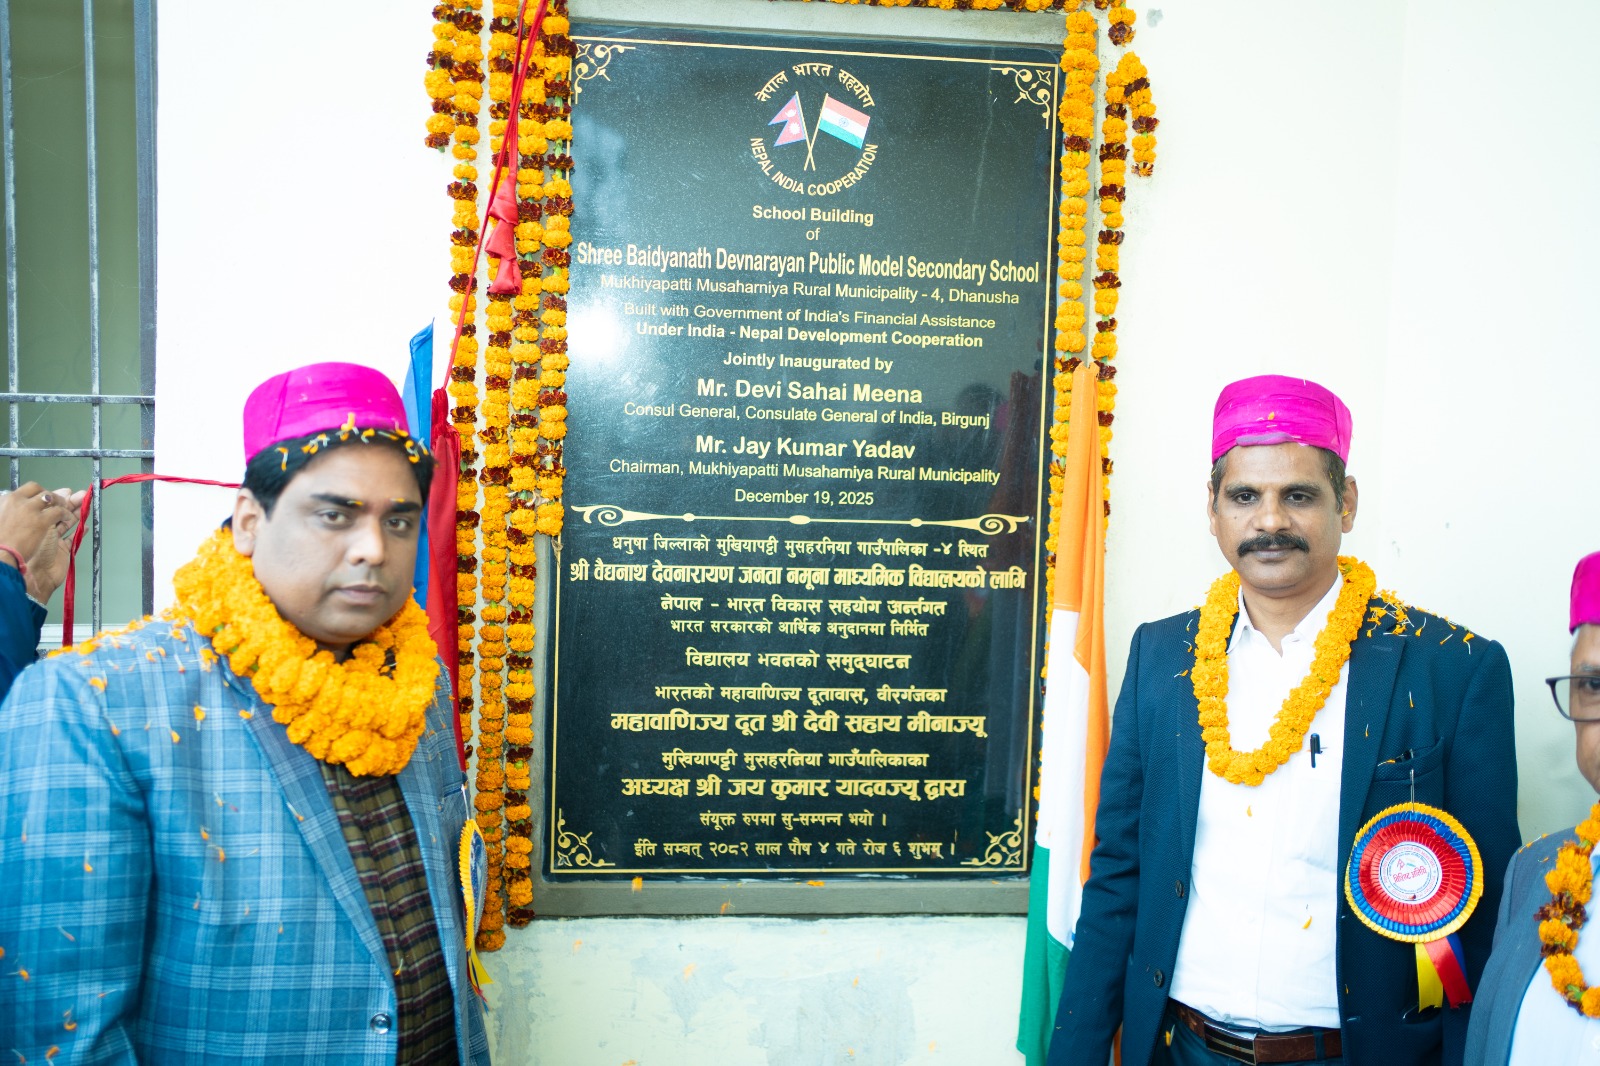 नेपाल भारत सहयोग
NEPAL INDIA COOPERATION
School Building
of
Shree Baidyanath Devnarayan Public Model Secondary School
Mukhiyapatti Musaharniya Rural Municipality - 4, Dhanusha
Built with Government of India's Financial Assistance
Under India - Nepal Development Cooperation
Jointly Inaugurated by
Mr. Devi Sahai Meena
Consul General, Consulate General of India, Birgunj
Mr. Jay Kumar Yadav
Chairman, Mukhiyapatti Musaharniya Rural Municipality
December 19, 2025
धनुषा जिल्लाको मुखियापट्टी मुसहरनिया गाउँपालिका -४ स्थित
श्री वैद्यनाथ देवनारायण जनता नमूना माध्यमिक विद्यालयको लागि
नेपाल - भारत विकास सहयोग अर्न्तगत
भारत सरकारको आर्थिक अनुदानमा निर्मित
विद्यालय भवनको समुद्घाटन
भारतको महावाणिज्य दूतावास, वीरगंजका
महावाणिज्य दूत श्री देवी सहाय मीनाज्यू
मुखियापट्टी मुसहरनिया गाउँपालिकाका
अध्यक्ष श्री जय कुमार यादवज्यू द्वारा
संयूक्त रुपमा सु-सम्पन्न भयो ।
ईति सम्बत् २०८२ साल पौष ४ गते रोज ६ शुभम् ।